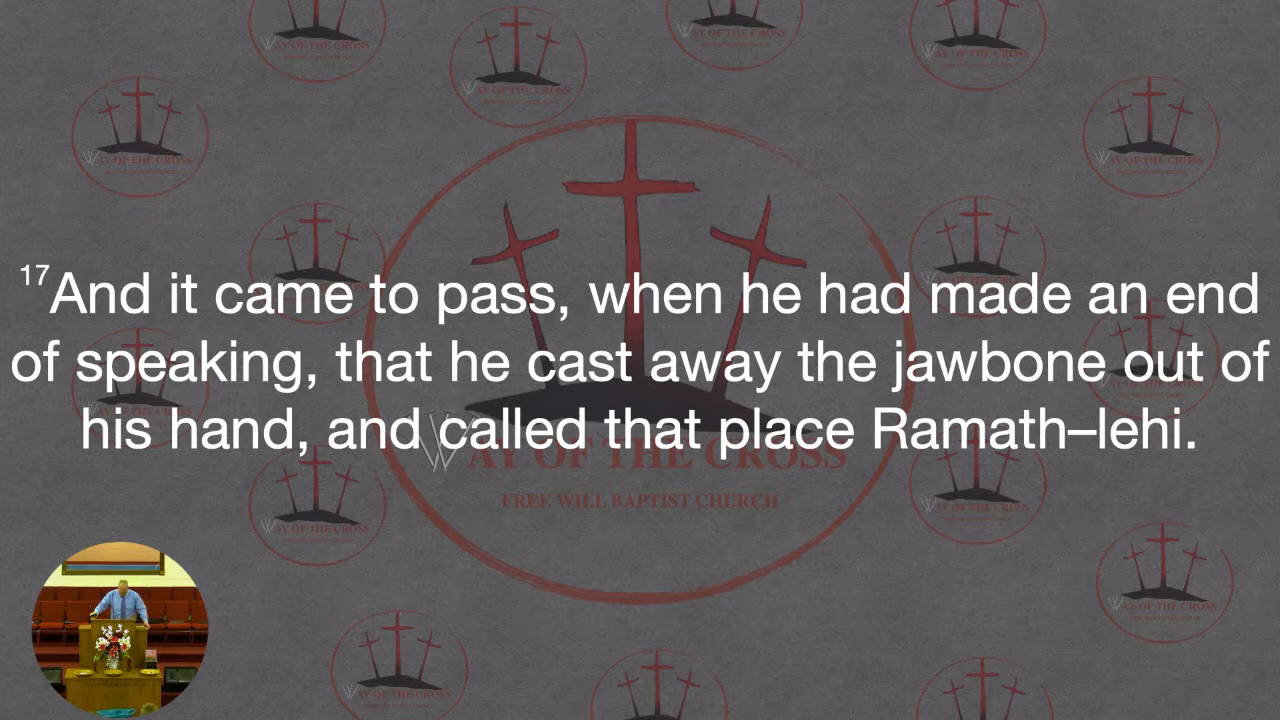 17And it came to pass, when he had made an end
of speaking, that he cast away the jawbone out of
his hand, and called that place Ramath–lehi.
WAY OF THE CROSS
FREE WILL BAPTIST CHURCH